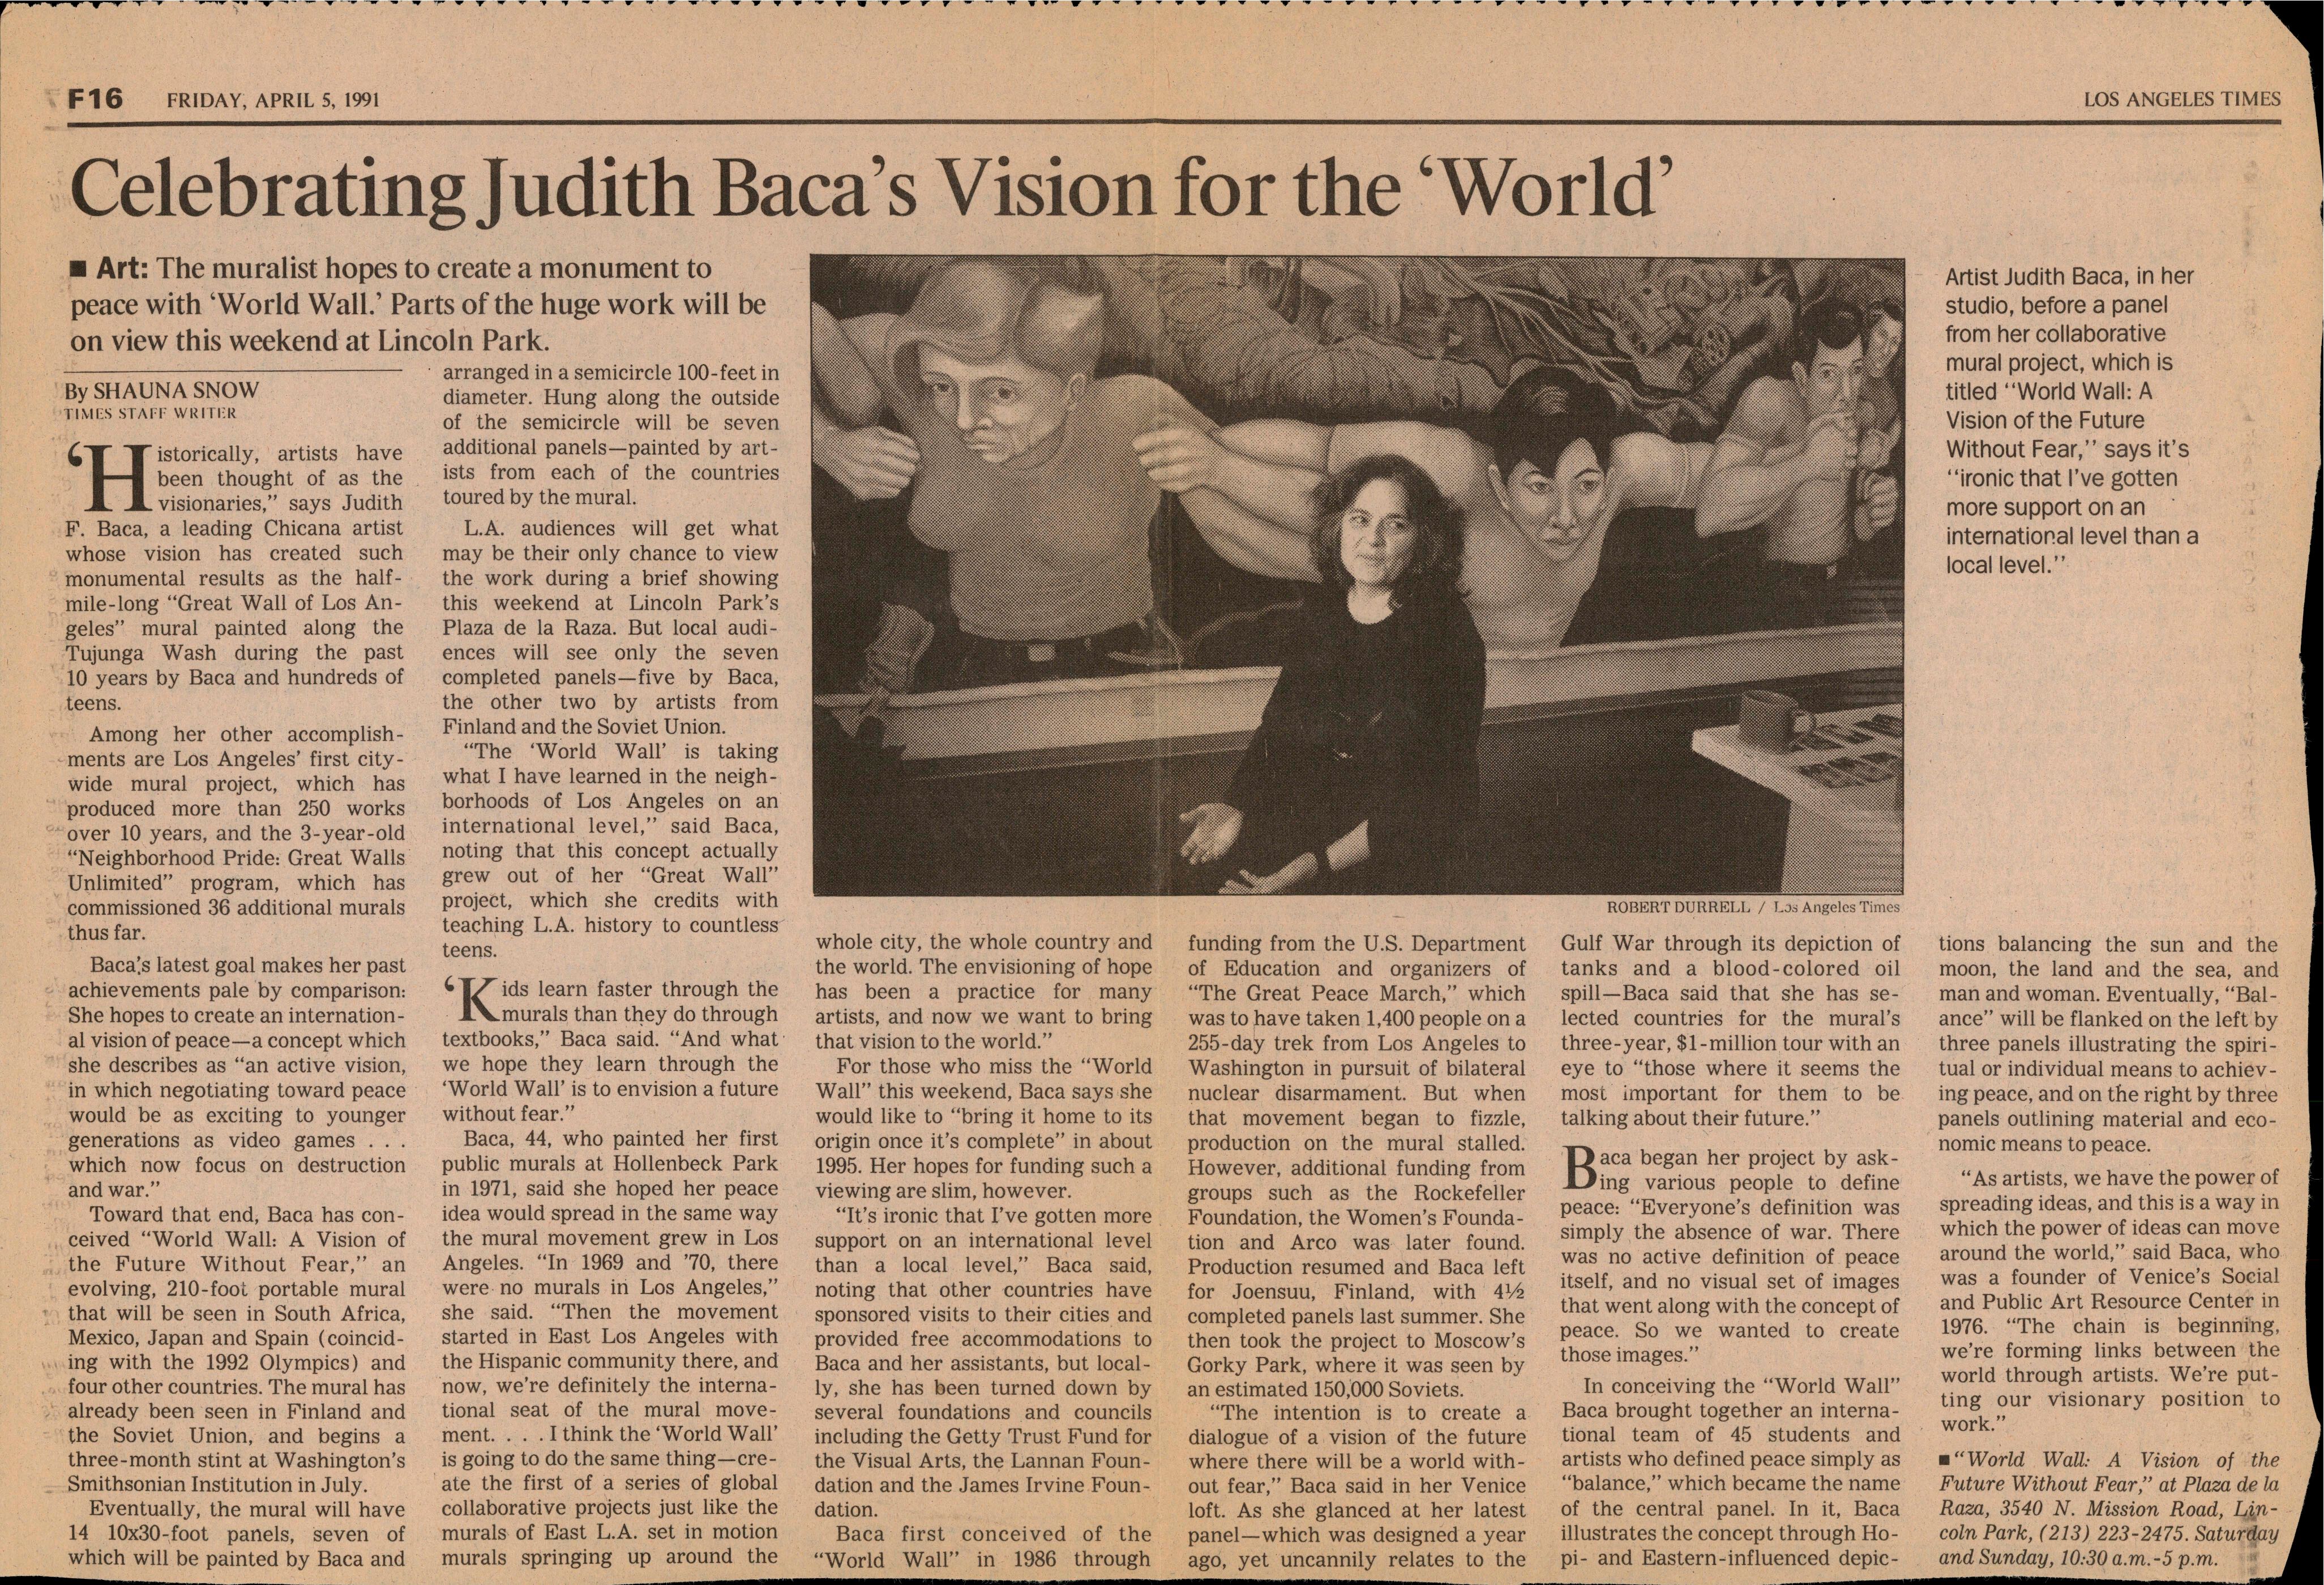 F16 FRIDAY, APRIL 5, 1991
LOS ANGELES TIMES
Celebrating Judith Baca's Vision for the 'World'
■ Art: The muralist hopes to create a monument to
peace with 'World Wall.' Parts of the huge work will be
on view this weekend at Lincoln Park.
By SHAUNA SNOW
TIMES STAFF WRITER
'Historically, artists have
been thought of as the
visionaries,” says Judith
F. Baca, a leading Chicana artist
whose vision has created such
monumental results as the half-
mile-long “Great Wall of Los An-
geles” mural painted along the
Tujunga Wash during the past
10 years by Baca and hundreds of
teens.
Among her other accomplish-
ments are Los Angeles' first city-
wide mural project, which has
produced more than 250 works
over 10 years, and the 3-year-old
“Neighborhood Pride: Great Walls
Unlimited” program, which has
commissioned 36 additional murals
thus far.
Baca's latest goal makes her past
achievements pale by comparison:
She hopes to create an internation-
al vision of peace—a concept which
she describes as “an active vision,
in which negotiating toward peace
would be as exciting to younger
generations as video games . . .
which now focus on destruction
and war.”
Toward that end, Baca has con-
ceived “World Wall: A Vision of
the Future Without Fear,” an
evolving, 210-foot portable mural
that will be seen in South Africa,
Mexico, Japan and Spain (coincid-
ing with the 1992 Olympics) and
four other countries. The mural has
already been seen in Finland and
the Soviet Union, and begins a
three-month stint at Washington's
Smithsonian Institution in July.
Eventually, the mural will have
14 10x30-foot panels, seven of
which will be painted by Baca and
arranged in a semicircle 100-feet in
diameter. Hung along the outside
of the semicircle will be seven
additional panels—painted by art-
ists from each of the countries
toured by the mural.
L.A. audiences will get what
may be their only chance to view
the work during a brief showing
this weekend at Lincoln Park's
Plaza de la Raza. But local audi-
ences will see only the seven
completed panels—five by Baca,
the other two by artists from
Finland and the Soviet Union.
“The 'World Wall' is taking
what I have learned in the neigh-
borhoods of Los Angeles on an
international level,” said Baca,
noting that this concept actually
grew out of her “Great Wall”
project, which she credits with
teaching L.A. history to countless
teens.
'Kids learn faster through the
murals than they do through
textbooks,” Baca said. “And what
we hope they learn through the
'World Wall' is to envision a future
without fear.”
Baca, 44, who painted her first
public murals at Hollenbeck Park
in 1971, said she hoped her peace
idea would spread in the same way
the mural movement grew in Los
Angeles. “In 1969 and '70, there
were no murals in Los Angeles,”
she said. “Then the movement
started in East Los Angeles with
the Hispanic community there, and
now, we're definitely the interna-
tional seat of the mural move-
ment. . . . I think the 'World Wall'
is going to do the same thing—cre-
ate the first of a series of global
collaborative projects just like the
murals of East L.A. set in motion
murals springing up around the
ROBERT DURRELL / Los Angeles Times
Artist Judith Baca, in her
studio, before a panel
from her collaborative
mural project, which is
titled “World Wall: A
Vision of the Future
Without Fear,” says it's
“ironic that I've gotten
more support on an
international level than a
local level.”
whole city, the whole country and
the world. The envisioning of hope
has been a practice for many
artists, and now we want to bring
that vision to the world.”
For those who miss the “World
Wall” this weekend, Baca says she
would like to “bring it home to its
origin once it's complete” in about
1995. Her hopes for funding such a
viewing are slim, however.
“It's ironic that I've gotten more
support on an international level
than a local level,” Baca said,
noting that other countries have
sponsored visits to their cities and
provided free accommodations to
Baca and her assistants, but local-
ly, she has been turned down by
several foundations and councils
including the Getty Trust Fund for
the Visual Arts, the Lannan Foun-
dation and the James Irvine Foun-
dation.
Baca first conceived of the
“World Wall” in 1986 through
funding from the U.S. Department
of Education and organizers of
“The Great Peace March,” which
was to have taken 1,400 people on a
255-day trek from Los Angeles to
Washington in pursuit of bilateral
nuclear disarmament. But when
that movement began to fizzle,
production on the mural stalled.
However, additional funding from
groups such as the Rockefeller
Foundation, the Women's Founda-
tion and Arco was later found.
Production resumed and Baca left
for Joensuu, Finland, with 4½
completed panels last summer. She
then took the project to Moscow's
Gorky Park, where it was seen by
an estimated 150,000 Soviets.
“The intention is to create a
dialogue of a vision of the future
where there will be a world with-
out fear,” Baca said in her Venice
loft. As she glanced at her latest
panel—which was designed a year
ago, yet uncannily relates to the
Gulf War through its depiction of
tanks and a blood-colored oil
spill—Baca said that she has se-
lected countries for the mural's
three-year, $1-million tour with an
eye to “those where it seems the
most important for them to be
talking about their future.”
Baca began her project by ask-
ing various people to define
peace: “Everyone's definition was
simply the absence of war. There
was no active definition of peace
itself, and no visual set of images
that went along with the concept of
peace. So we wanted to create
those images.”
In conceiving the “World Wall”
Baca brought together an interna-
tional team of 45 students and
artists who defined peace simply as
“balance,” which became the name
of the central panel. In it, Baca
illustrates the concept through Ho-
pi- and Eastern-influenced depic-
tions balancing the sun and the
moon, the land and the sea, and
man and woman. Eventually, “Bal-
ance” will be flanked on the left by
three panels illustrating the spiri-
tual or individual means to achiev-
ing peace, and on the right by three
panels outlining material and eco-
nomic means to peace.
“As artists, we have the power of
spreading ideas, and this is a way in
which the power of ideas can move
around the world,” said Baca, who
was a founder of Venice's Social
and Public Art Resource Center in
1976. “The chain is beginning,
we're forming links between the
world through artists. We're put-
ting our visionary position to
work.”
■“World Wall: A Vision of the
Future Without Fear,” at Plaza de la
Raza, 3540 N. Mission Road, Lin-
coln Park, (213) 223-2475. Saturday
and Sunday, 10:30 a.m.-5 p.m.